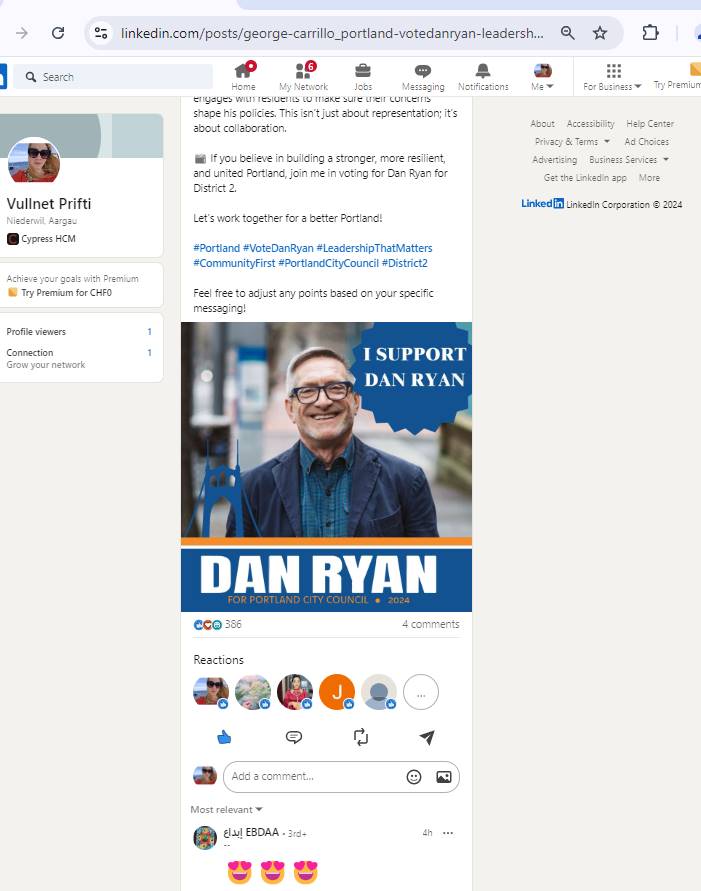 linkedin.com/posts/george-carrillo_portland-votedanryan-leadersh...
Search
6
Home
My Network
Jobs
Messaging
Notifications
Me
For Business
Try Premium
Vullnet Prifti
Niederwil, Aargau
Cypress HCM
Achieve your goals with Premium
Try Premium for CHF0
Profile viewers 1
Connection 1
Grow your network
engages with residents to make sure their concerns
shape his policies. This isn't just about representation; it's
about collaboration.
If you believe in building a stronger, more resilient,
and united Portland, join me in voting for Dan Ryan for
District 2.
Let's work together for a better Portland!
#Portland #VoteDanRyan #LeadershipThatMatters
#CommunityFirst #PortlandCityCouncil #District2
Feel free to adjust any points based on your specific
messaging!
I SUPPORT
DAN RYAN
DAN RYAN
FOR PORTLAND CITY COUNCIL • 2024
386
4 comments
Reactions
J
...
Add a comment...
Most relevant
إبداع EBDAA • 3rd+
4h
--
About Accessibility Help Center
Privacy & Terms Ad Choices
Advertising Business Services
Get the LinkedIn app More
Linkedin LinkedIn Corporation © 2024